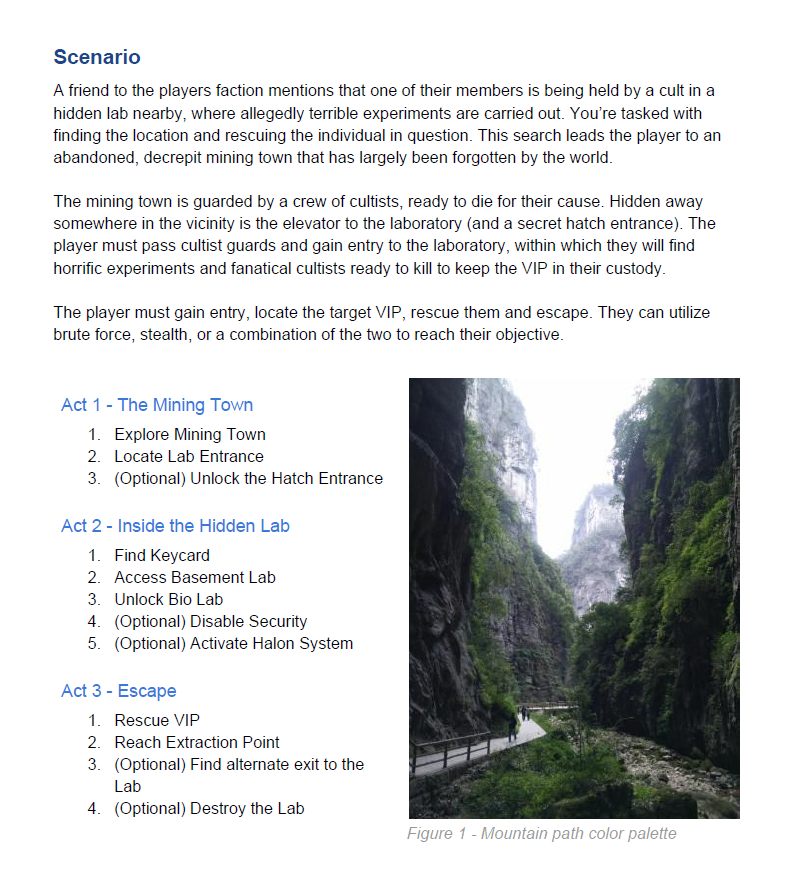 Scenario
A friend to the players faction mentions that one of their members is being held by a cult in a
hidden lab nearby, where allegedly terrible experiments are carried out. You’re tasked with
finding the location and rescuing the individual in question. This search leads the player to an
abandoned, decrepit mining town that has largely been forgotten by the world.
The mining town is guarded by a crew of cultists, ready to die for their cause. Hidden away
somewhere in the vicinity is the elevator to the laboratory (and a secret hatch entrance). The
player must pass cultist guards and gain entry to the laboratory, within which they will find
horrific experiments and fanatical cultists ready to kill to keep the VIP in their custody.
The player must gain entry, locate the target VIP, rescue them and escape. They can utilize
brute force, stealth, or a combination of the two to reach their objective.
Act 1 - The Mining Town
1. Explore Mining Town
2. Locate Lab Entrance
3. (Optional) Unlock the Hatch Entrance
Act 2 - Inside the Hidden Lab
1. Find Keycard
2. Access Basement Lab
3. Unlock Bio Lab
4. (Optional) Disable Security
5. (Optional) Activate Halon System
Act 3 - Escape
1. Rescue VIP
2. Reach Extraction Point
3. (Optional) Find alternate exit to the
Lab
4. (Optional) Destroy the Lab
Figure 1 - Mountain path color palette